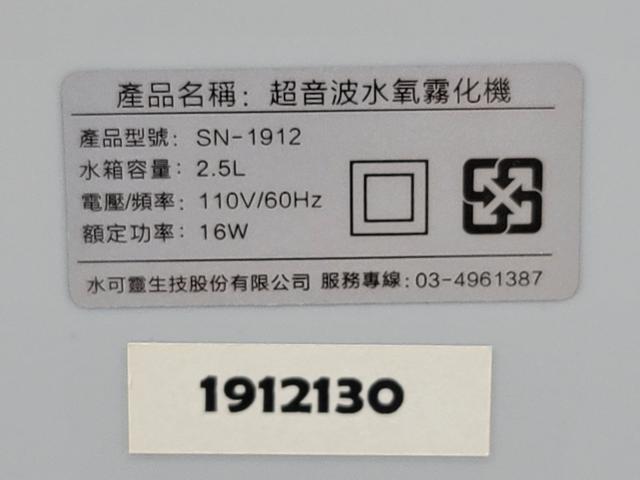 產品名稱: 超音波水氧霧化機
產品型號: SN-1912
水箱容量: 2.5L
電壓/頻率: 110V/60Hz
額定功率: 16W
水可靈生技股份有限公司 服務專線:03-4961387
1912130